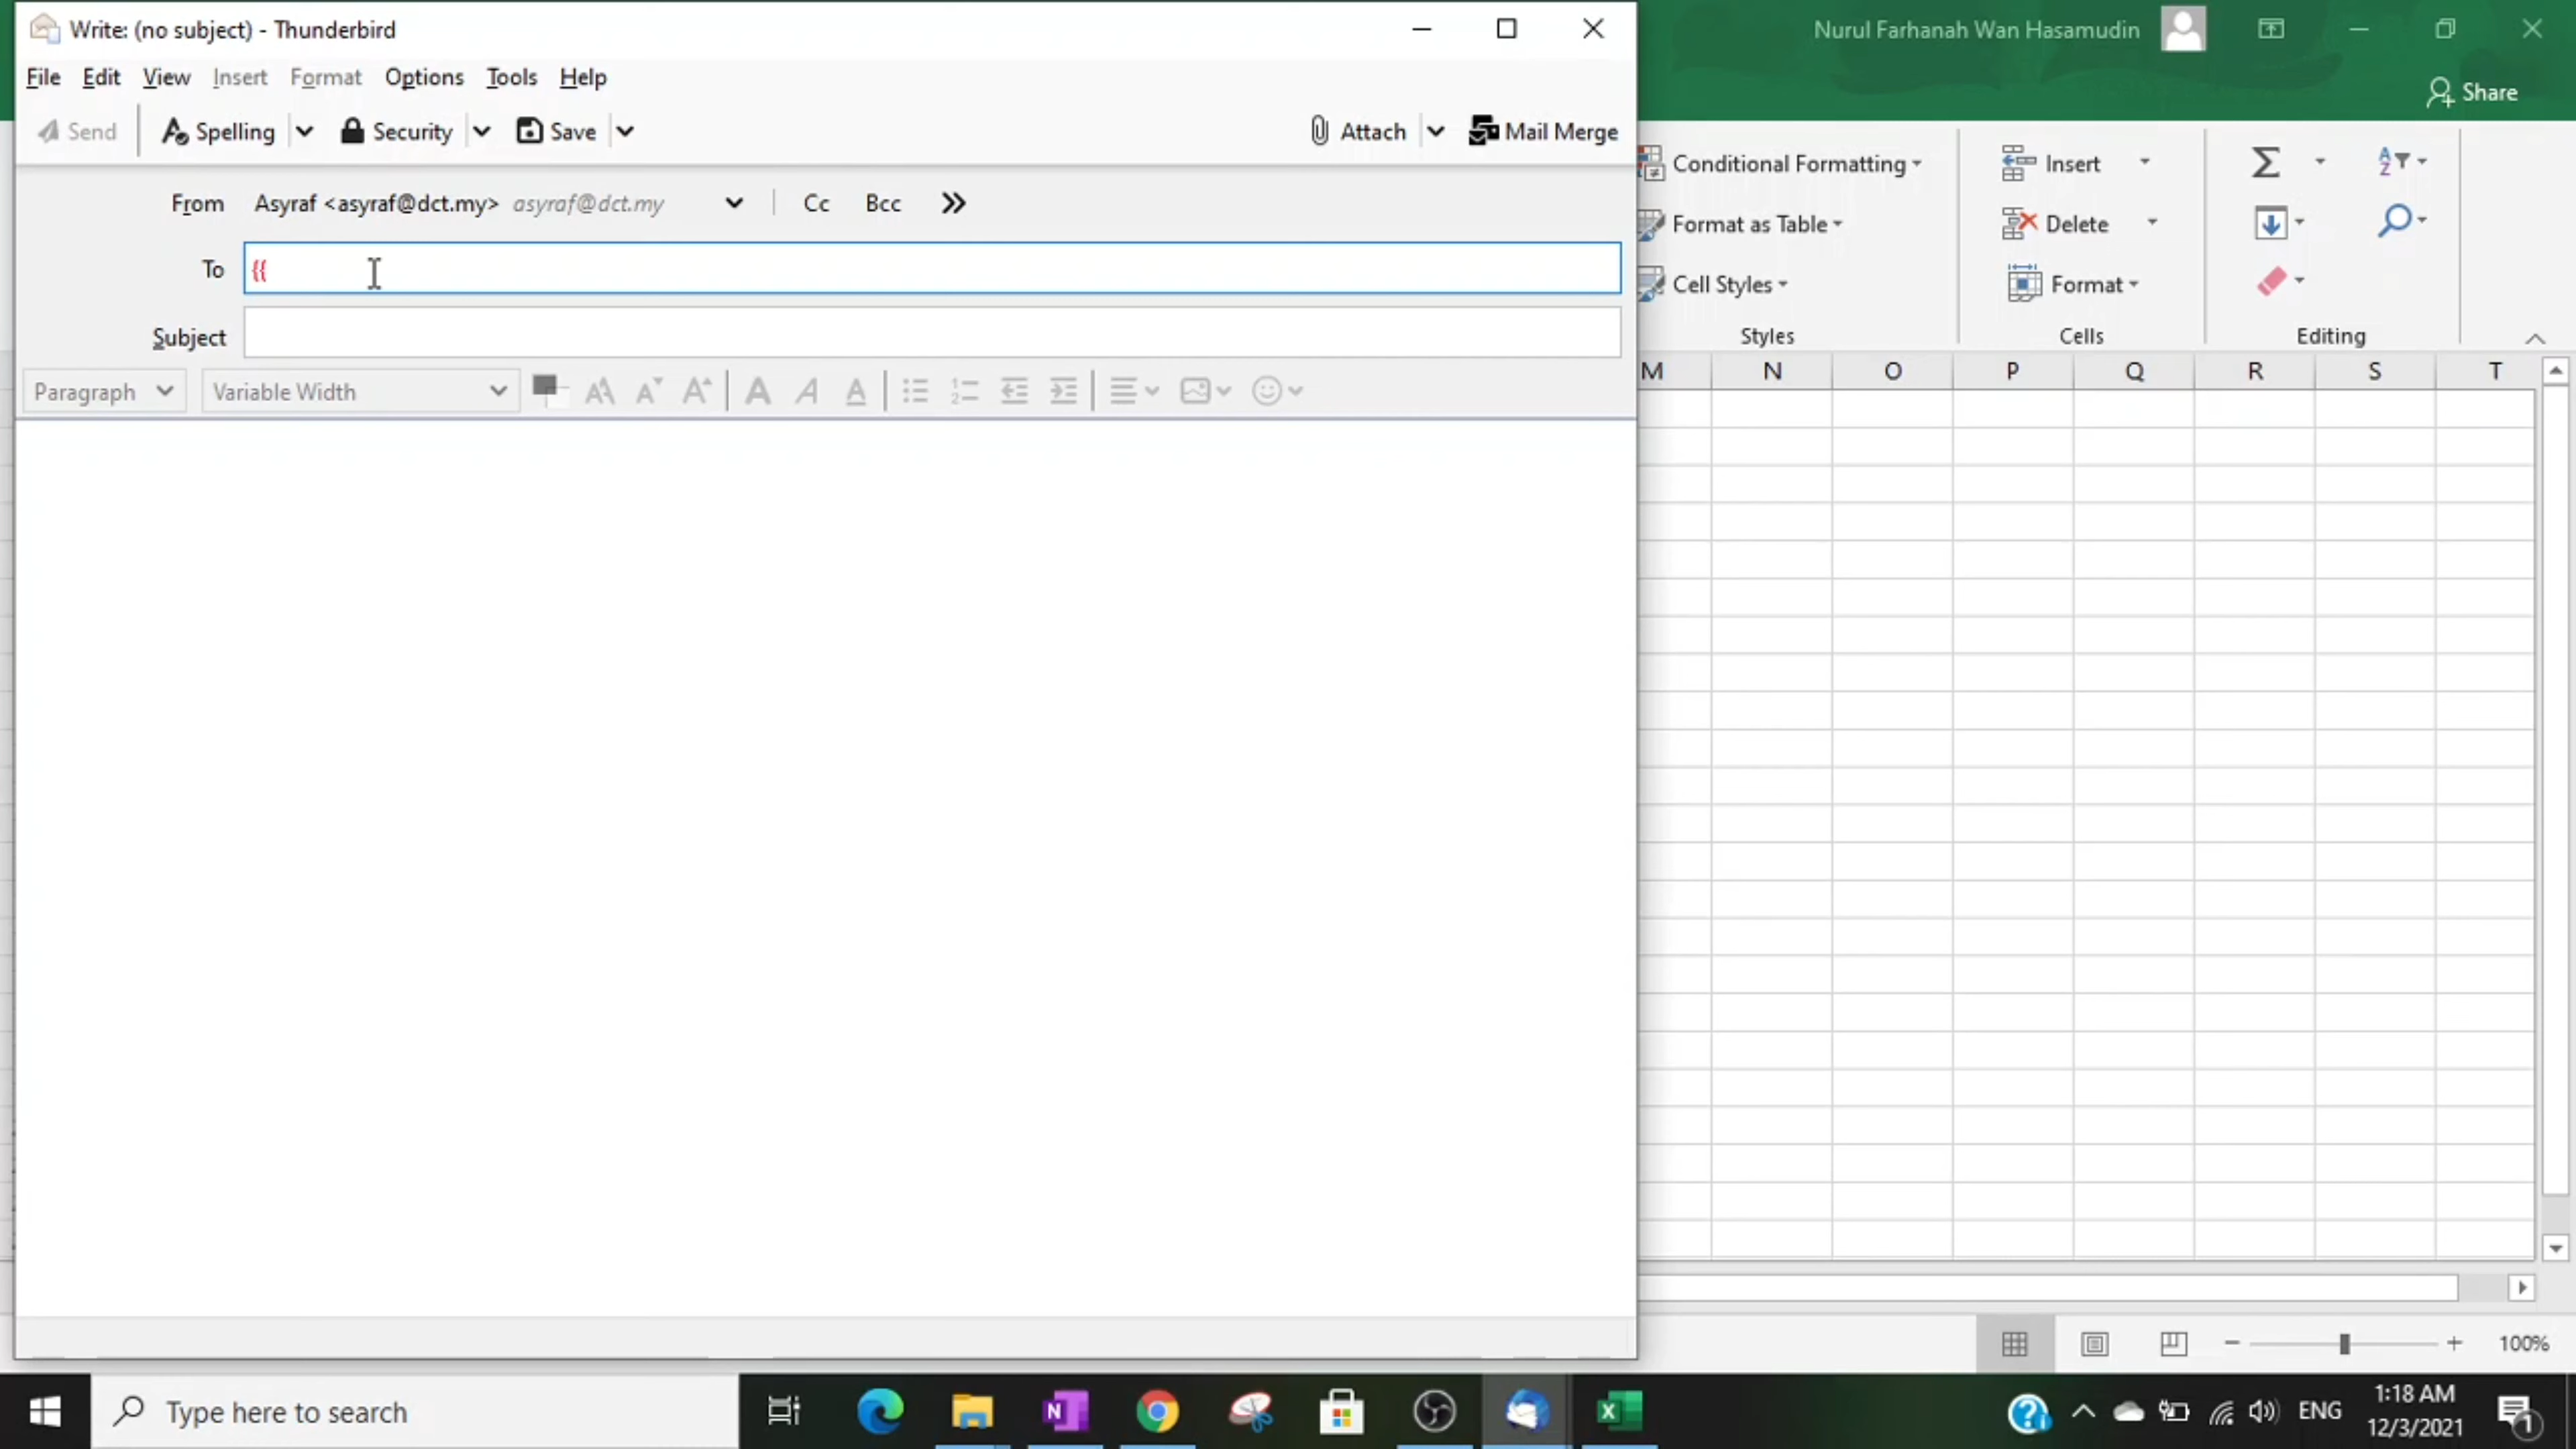 Write: (no subject) - Thunderbird
Nurul Farhanah Wan Hasamudin
File Edit View Insert Format Options Tools Help
Share
Send Spelling Security Save Attach Mail Merge
Conditional Formatting Insert
From Asyraf <asyraf@dct.my> asyraf@dct.my Cc Bcc
Format as Table Delete
To {{
Cell Styles Format
Subject
Styles Cells Editing
M N O P Q R S T
Paragraph Variable Width
100%
Type here to search
ENG
1:18 AM
12/3/2021
1